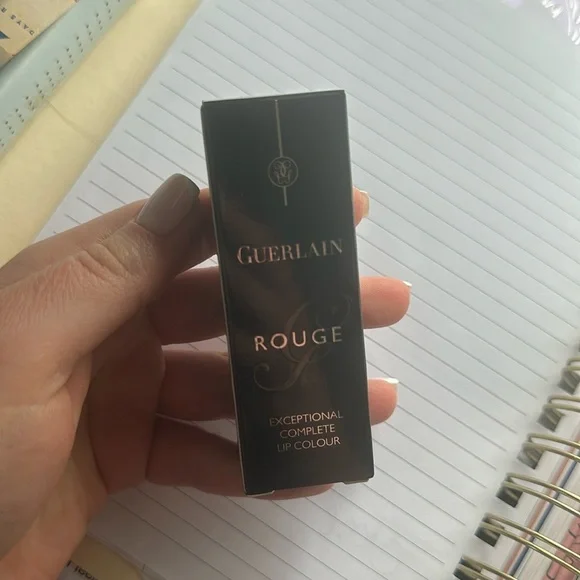 GUERLAIN
ROUGE
EXCEPTIONAL
COMPLETE
LIP COLOUR